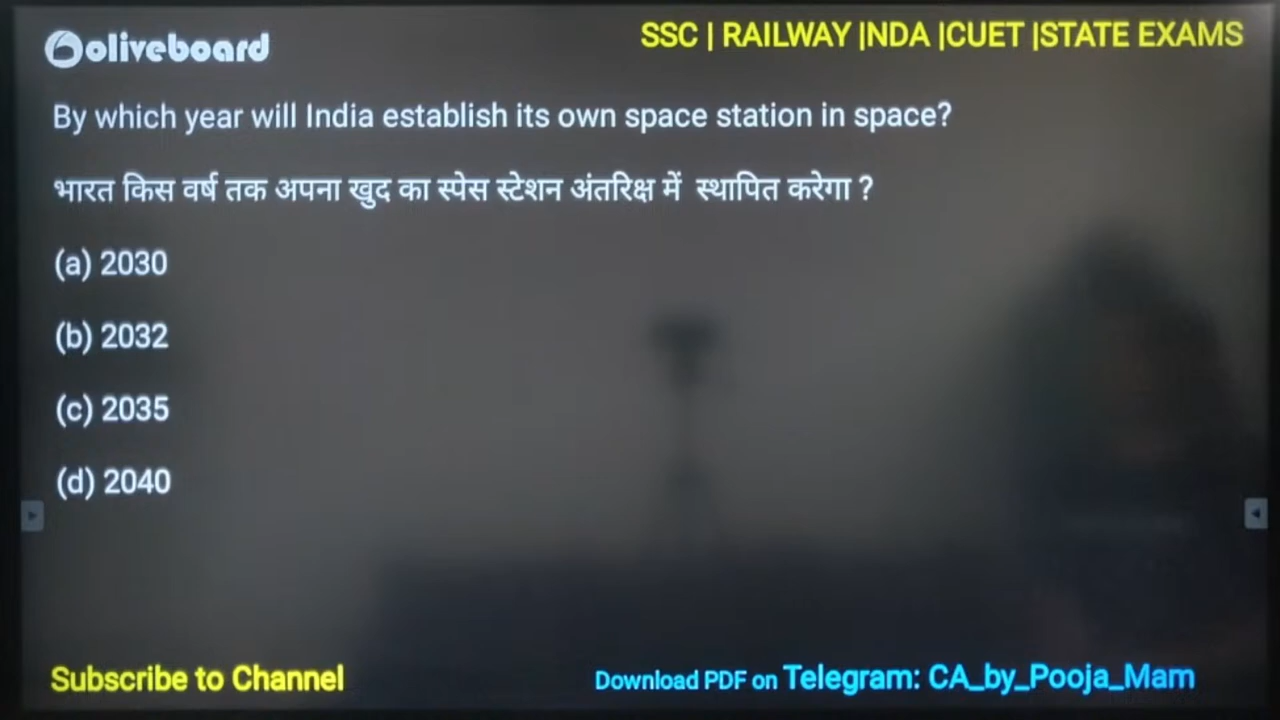 oliveboard
SSC | RAILWAY |NDA |CUET |STATE EXAMS
By which year will India establish its own space station in space?
भारत किस वर्ष तक अपना खुद का स्पेस स्टेशन अंतरिक्ष में स्थापित करेगा ?
(a) 2030
(b) 2032
(c) 2035
(d) 2040
Subscribe to Channel
Download PDF on Telegram: CA_by_Pooja_Mam